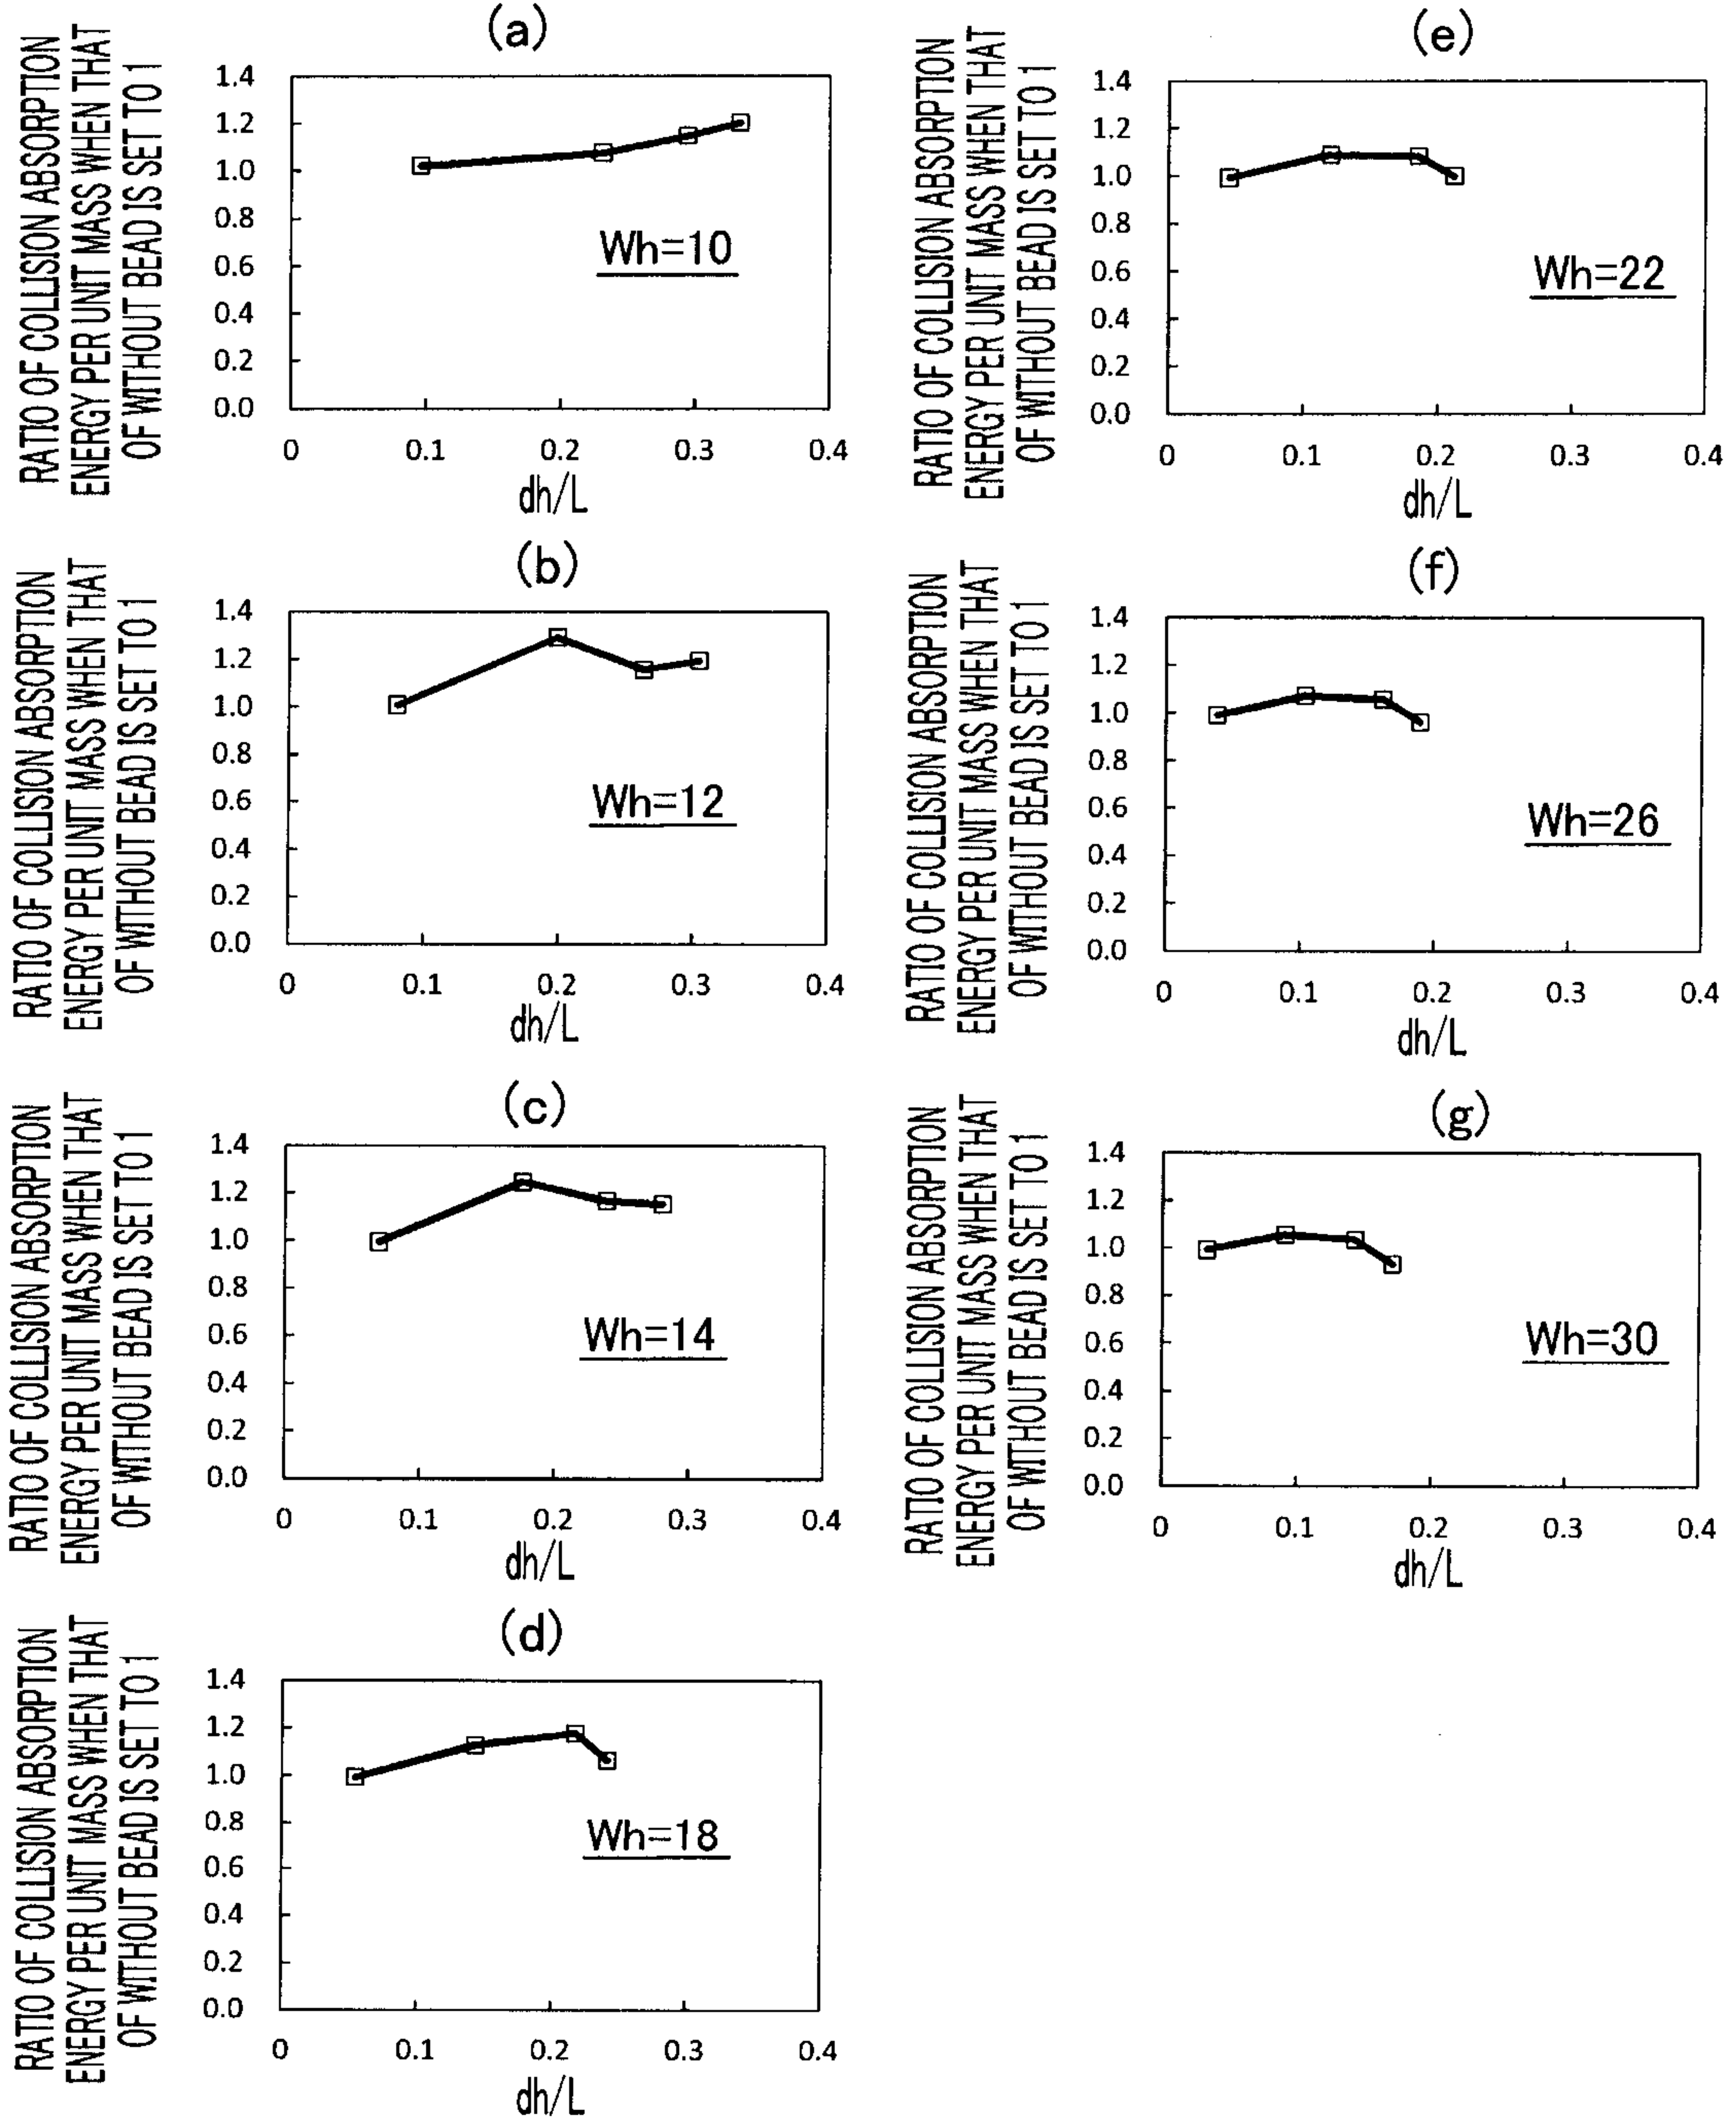 (a)
RATIO OF COLLISION ABSORPTION
ENERGY PER UNIT MASS WHEN THAT
OF WITHOUT BEAD IS SET TO 1
1.4
1.2
1.0
0.8
0.6
0.4
0.2
0.0
Wh=10
0 0.1 0.2 0.3 0.4
dh/L
(b)
RATIO OF COLLISION ABSORPTION
ENERGY PER UNIT MASS WHEN THAT
OF WITHOUT BEAD IS SET TO 1
1.4
1.2
1.0
0.8
0.6
0.4
0.2
0.0
Wh=12
0 0.1 0.2 0.3 0.4
dh/L
(c)
RATIO OF COLLISION ABSORPTION
ENERGY PER UNIT MASS WHEN THAT
OF WITHOUT BEAD IS SET TO 1
1.4
1.2
1.0
0.8
0.6
0.4
0.2
0.0
Wh=14
0 0.1 0.2 0.3 0.4
dh/L
(d)
RATIO OF COLLISION ABSORPTION
ENERGY PER UNIT MASS WHEN THAT
OF WITHOUT BEAD IS SET TO 1
1.4
1.2
1.0
0.8
0.6
0.4
0.2
0.0
Wh=18
0 0.1 0.2 0.3 0.4
dh/L
(e)
RATIO OF COLLISION ABSORPTION
ENERGY PER UNIT MASS WHEN THAT
OF WITHOUT BEAD IS SET TO 1
1.4
1.2
1.0
0.8
0.6
0.4
0.2
0.0
Wh=22
0 0.1 0.2 0.3 0.4
dh/L
(f)
RATIO OF COLLISION ABSORPTION
ENERGY PER UNIT MASS WHEN THAT
OF WITHOUT BEAD IS SET TO 1
1.4
1.2
1.0
0.8
0.6
0.4
0.2
0.0
Wh=26
0 0.1 0.2 0.3 0.4
dh/L
(g)
RATIO OF COLLISION ABSORPTION
ENERGY PER UNIT MASS WHEN THAT
OF WITHOUT BEAD IS SET TO 1
1.4
1.2
1.0
0.8
0.6
0.4
0.2
0.0
Wh=30
0 0.1 0.2 0.3 0.4
dh/L